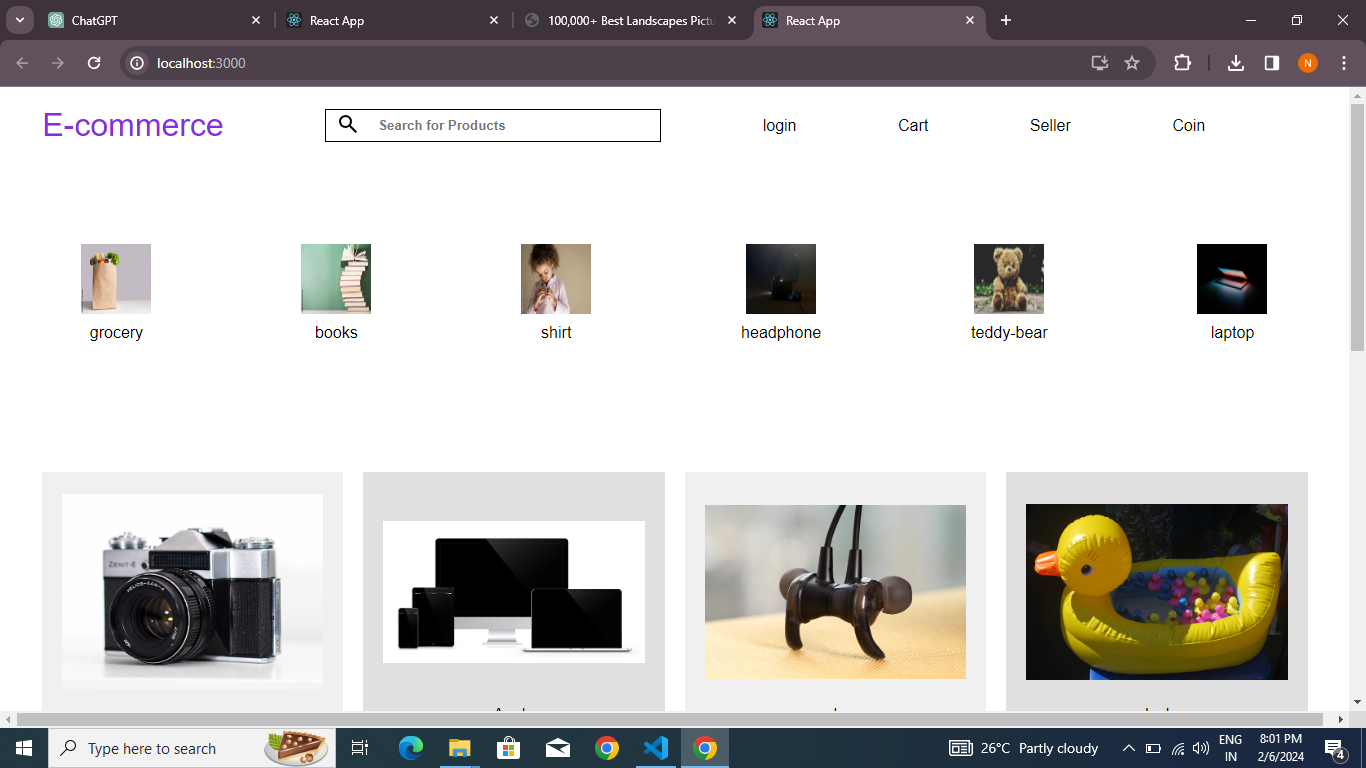 ChatGPT
React App
100,000+ Best Landscapes Pictu
React App
localhost:3000
N
E-commerce
Search for Products
login
Cart
Seller
Coin
grocery
books
shirt
headphone
teddy-bear
laptop
ZENIT-E
Type here to search
26°C Partly cloudy
ENG
IN
8:01 PM
2/6/2024
4